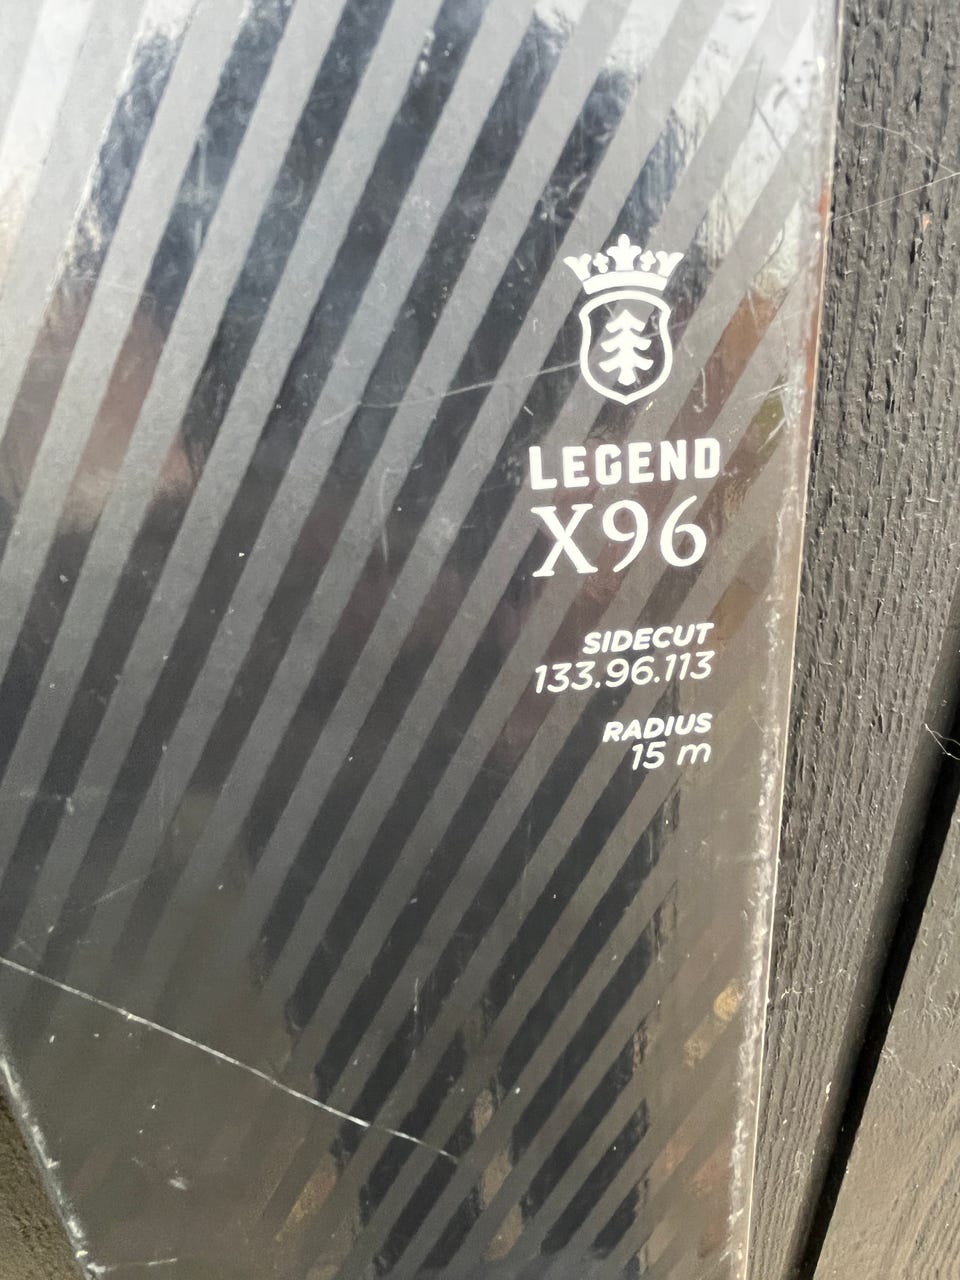 LEGEND
X96
SIDECUT
133.96.113
RADIUS
15 m